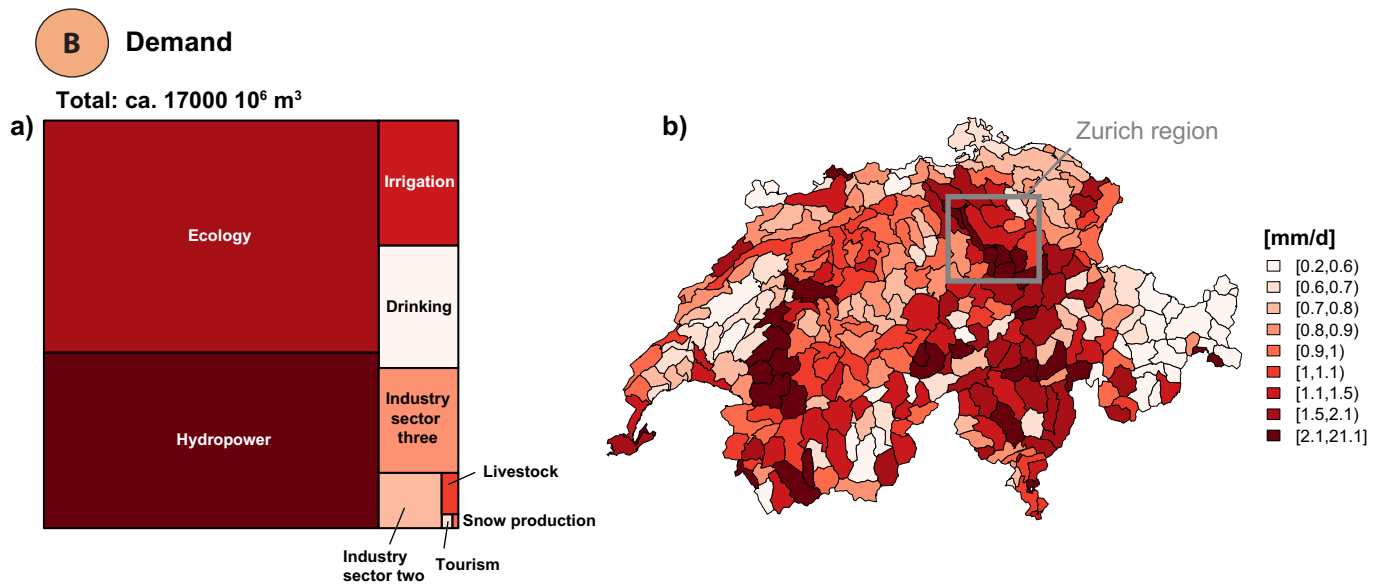 B Demand
Total: ca. 17000 10⁶ m³
a)
Ecology
Hydropower
Irrigation
Drinking
Industry
sector
three
Livestock
Snow production
Industry
sector two
Tourism
b)
Zurich region
[mm/d]
[0.2,0.6)
[0.6,0.7)
[0.7,0.8)
[0.8,0.9)
[0.9,1)
[1,1.1)
[1.1,1.5)
[1.5,2.1)
[2.1,21.1]